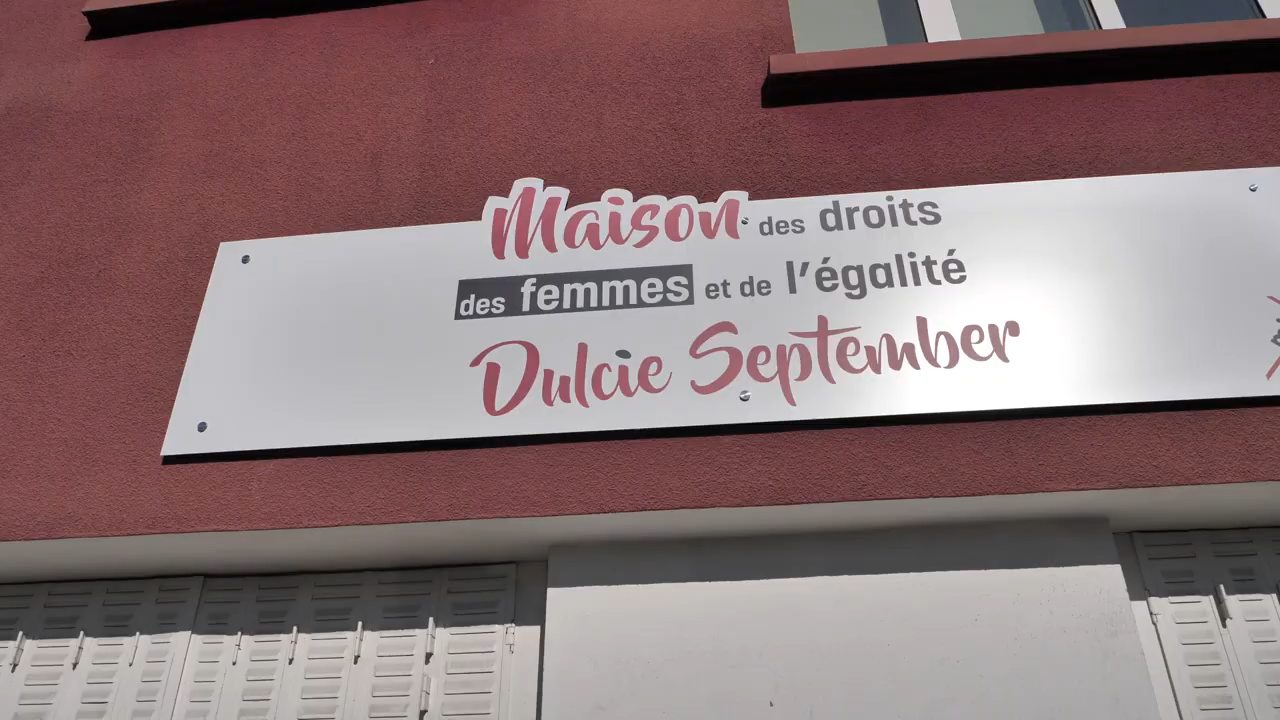 Maison des droits
des femmes et de l'égalité
Dulcie September